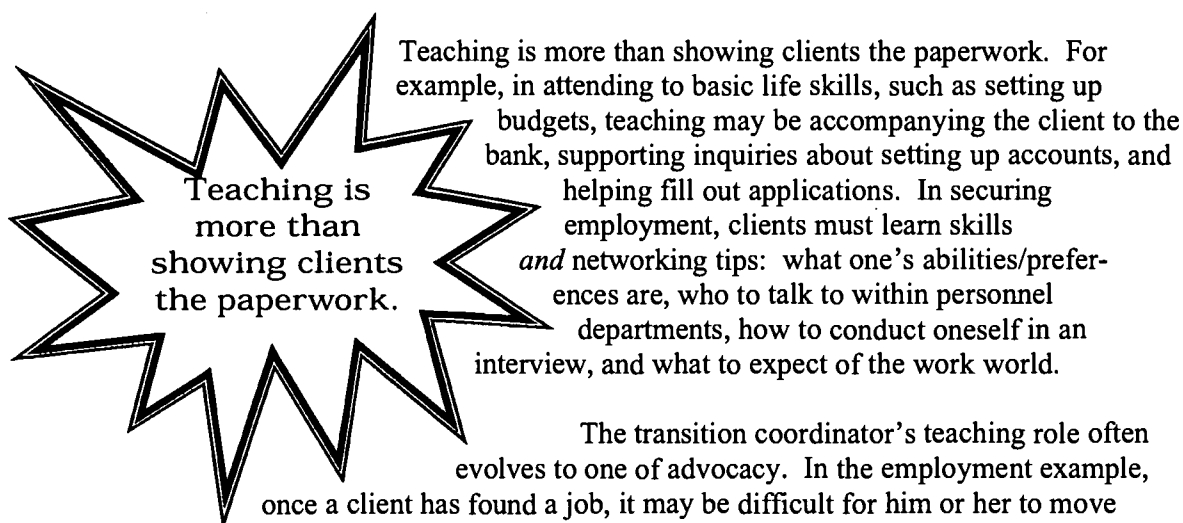 Teaching is more than showing clients the paperwork. For
example, in attending to basic life skills, such as setting up
budgets, teaching may be accompanying the client to the
bank, supporting inquiries about setting up accounts, and
helping fill out applications. In securing
employment, clients must learn skills
and networking tips: what one's abilities/prefer-
ences are, who to talk to within personnel
departments, how to conduct oneself in an
interview, and what to expect of the work world.
Teaching is
more than
showing clients
the paperwork.
The transition coordinator's teaching role often
evolves to one of advocacy. In the employment example,
once a client has found a job, it may be difficult for him or her to move